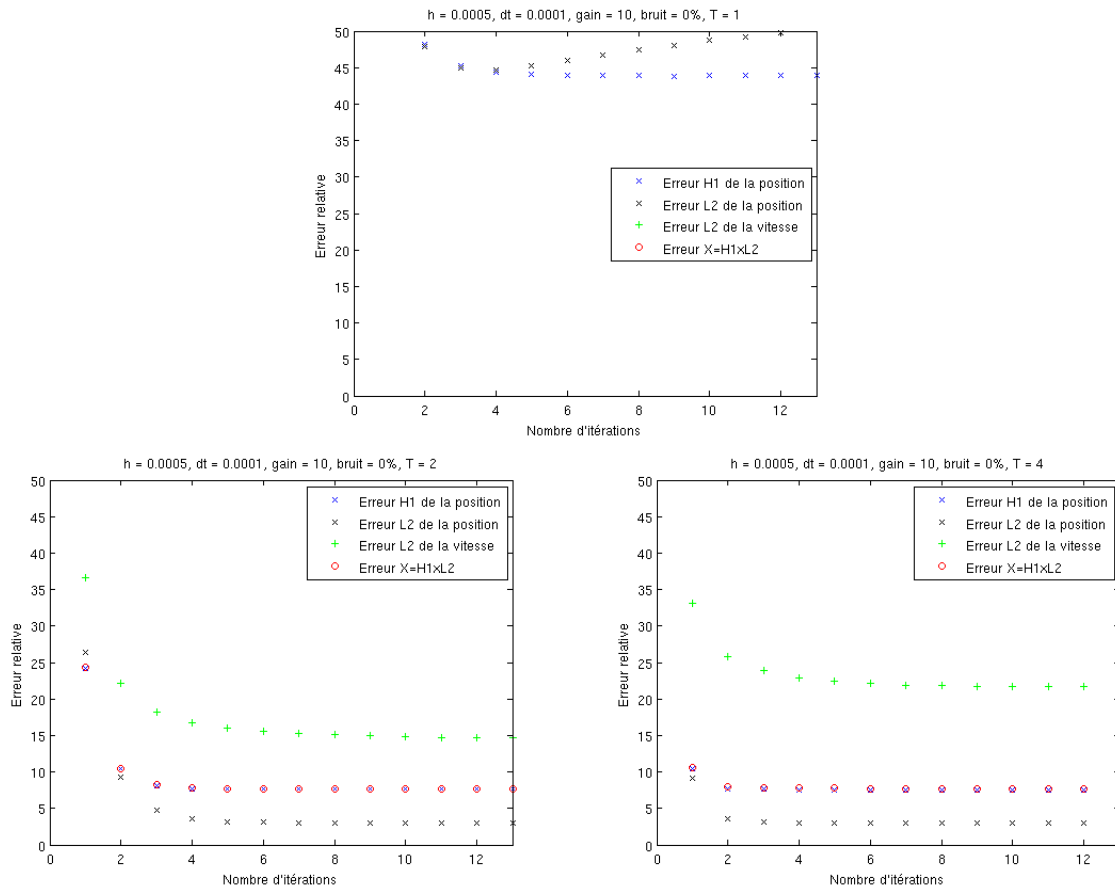 h = 0.0005, dt = 0.0001, gain = 10, bruit = 0%, T = 1
50
45
40
35
30
25
20
15
10
5
0
Erreur relative
Erreur H1 de la position
Erreur L2 de la position
Erreur L2 de la vitesse
Erreur X=H1xL2
0 2 4 6 8 10 12
Nombre d'itérations
h = 0.0005, dt = 0.0001, gain = 10, bruit = 0%, T = 2
50
45
40
35
30
25
20
15
10
5
0
Erreur relative
Erreur H1 de la position
Erreur L2 de la position
Erreur L2 de la vitesse
Erreur X=H1xL2
0 2 4 6 8 10 12
Nombre d'itérations
h = 0.0005, dt = 0.0001, gain = 10, bruit = 0%, T = 4
50
45
40
35
30
25
20
15
10
5
0
Erreur relative
Erreur H1 de la position
Erreur L2 de la position
Erreur L2 de la vitesse
Erreur X=H1xL2
0 2 4 6 8 10 12
Nombre d'itérations